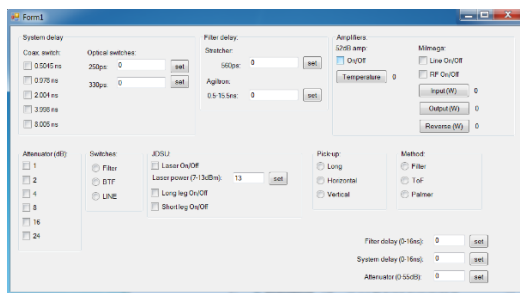 Form1
System delay
Coax. switch:
0.5045 ns
0.978 ns
2.004 ns
3.998 ns
8.005 ns
Optical switches:
250ps: 0 set
330ps: 0 set
Filter delay:
Stretcher:
560ps: 0 set
Agiltron:
0.5-15.5ns: 0 set
Amplifiers:
52dB amp:
On/Off
Temperature 0
Milmega:
Line On/Off
RF On/Off
Input (W) 0
Output (W) 0
Reverse (W) 0
Attenuator (dB):
1
2
4
8
16
24
Switches:
Filter
BTF
LINE
JDSU:
Laser On/Off
Laser power (7-13dBm): 13 set
Long leg On/Off
Short leg On/Off
Pick-up:
Long
Horizontal
Vertical
Method:
Filter
ToF
Palmer
Filter delay (0-16ns): 0 set
System delay (0-16ns): 0 set
Attenuator (0-55dB): 0 set